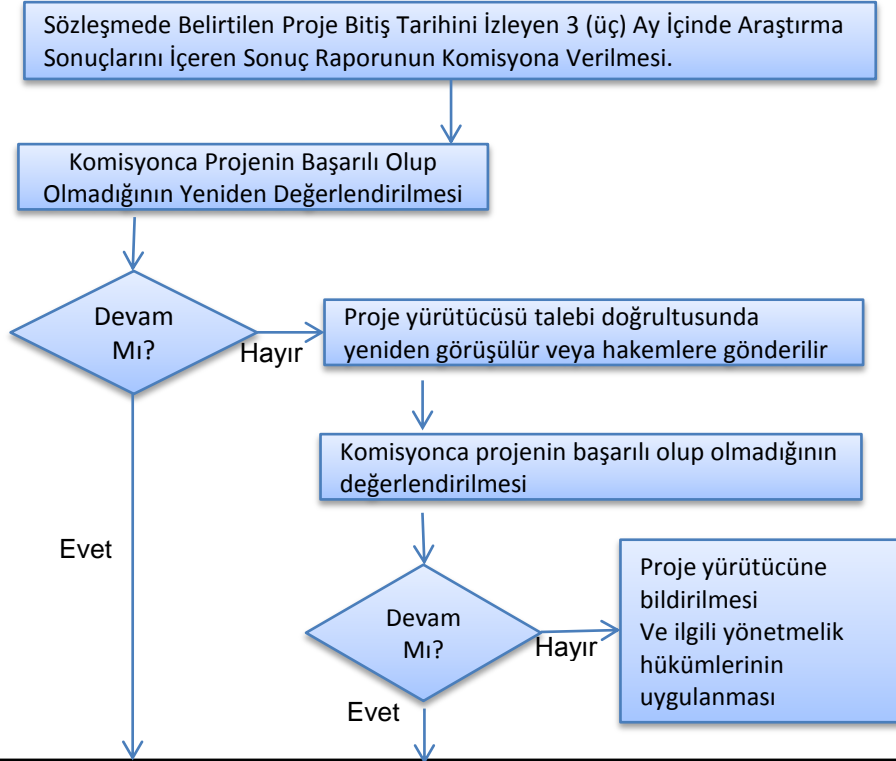 Sözleşmede Belirtilen Proje Bitiş Tarihini İzleyen 3 (üç) Ay İçinde Araştırma
Sonuçlarını İçeren Sonuç Raporunun Komisyona Verilmesi.
Komisyonca Projenin Başarılı Olup
Olmadığının Yeniden Değerlendirilmesi
Devam
Mı?
Hayır
Proje yürütücüsü talebi doğrultusunda
yeniden görüşülür veya hakemlere gönderilir
Komisyonca projenin başarılı olup olmadığının
değerlendirilmesi
Evet
Devam
Mı?
Hayır
Proje yürütücüne
bildirilmesi
Ve ilgili yönetmelik
hükümlerinin
uygulanması
Evet